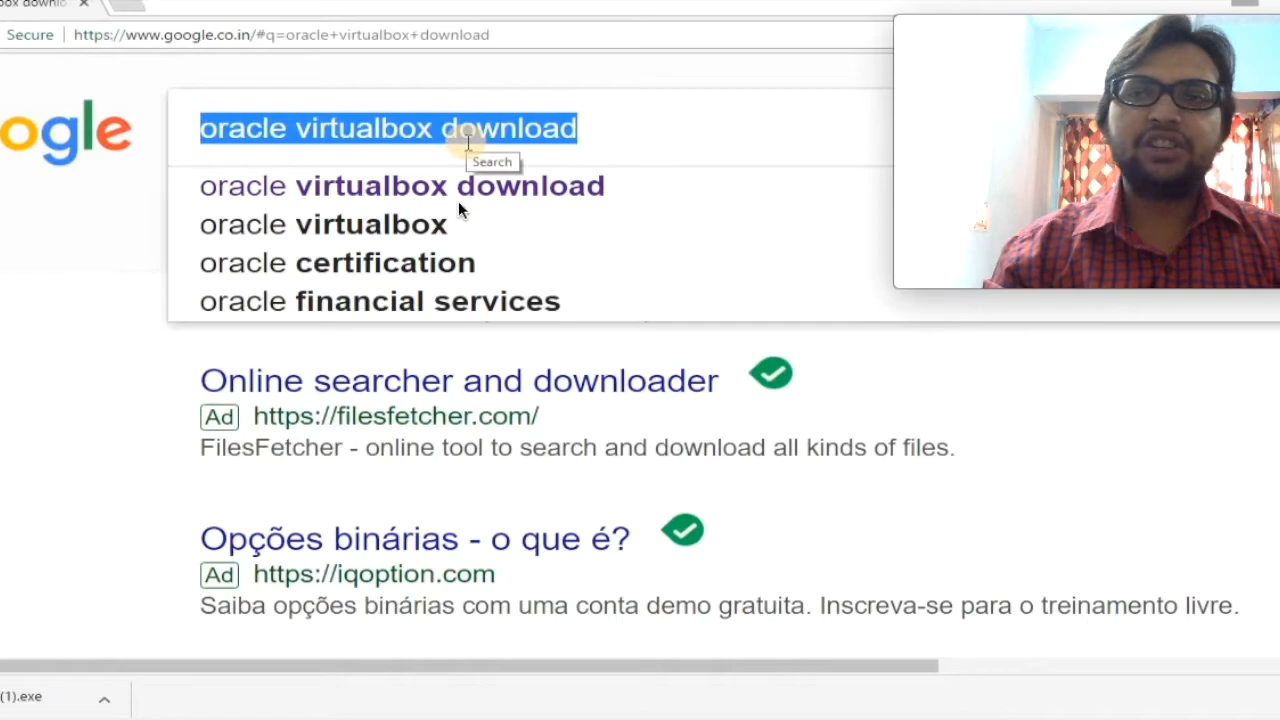 Secure
https://www.google.co.in/#q=oracle+virtualbox+download
ogle
oracle virtualbox download
Search
oracle virtualbox download
oracle virtualbox
oracle certification
oracle financial services
Online searcher and downloader
Ad https://filesfetcher.com/
FilesFetcher - online tool to search and download all kinds of files.
Opções binárias - o que é?
Ad https://iqoption.com
Saiba opções binárias com uma conta demo gratuita. Inscreva-se para o treinamento livre.
(1).exe